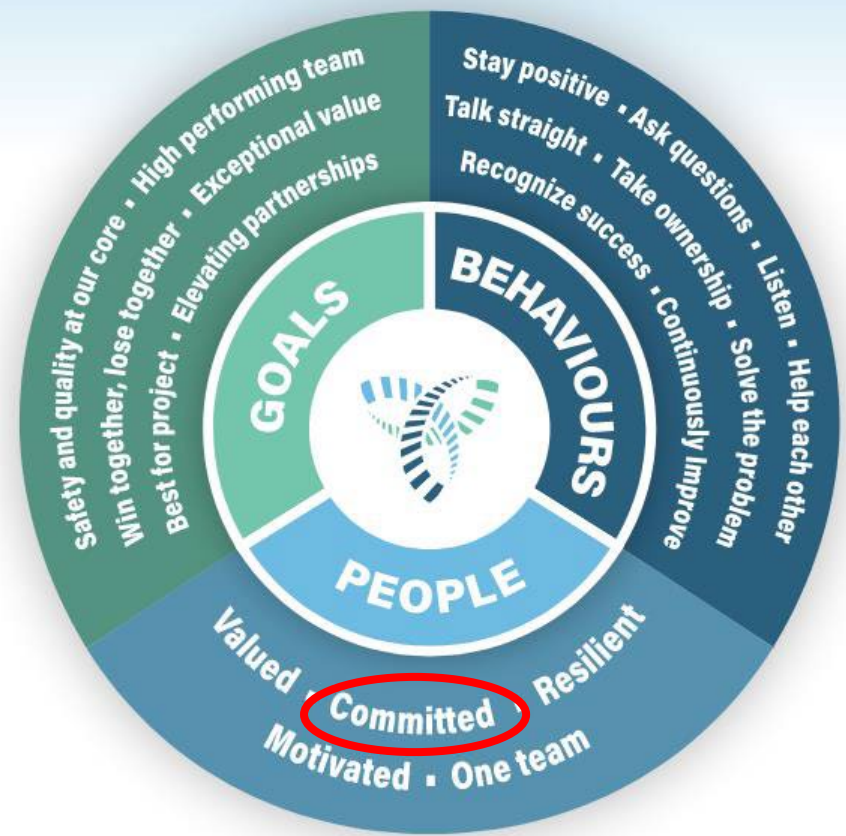 High performing team
Safety and quality at our core ▪ Exceptional value
Win together, lose together ▪ Elevating partnerships
Best for project
GOALS
Stay positive ▪ Ask questions ▪ Listen ▪ Help each other
Talk straight ▪ Take ownership ▪ Solve the problem
Recognize success ▪ Continuously Improve
BEHAVIOURS
PEOPLE
Valued ▪ Committed ▪ Resilient
Motivated ▪ One team